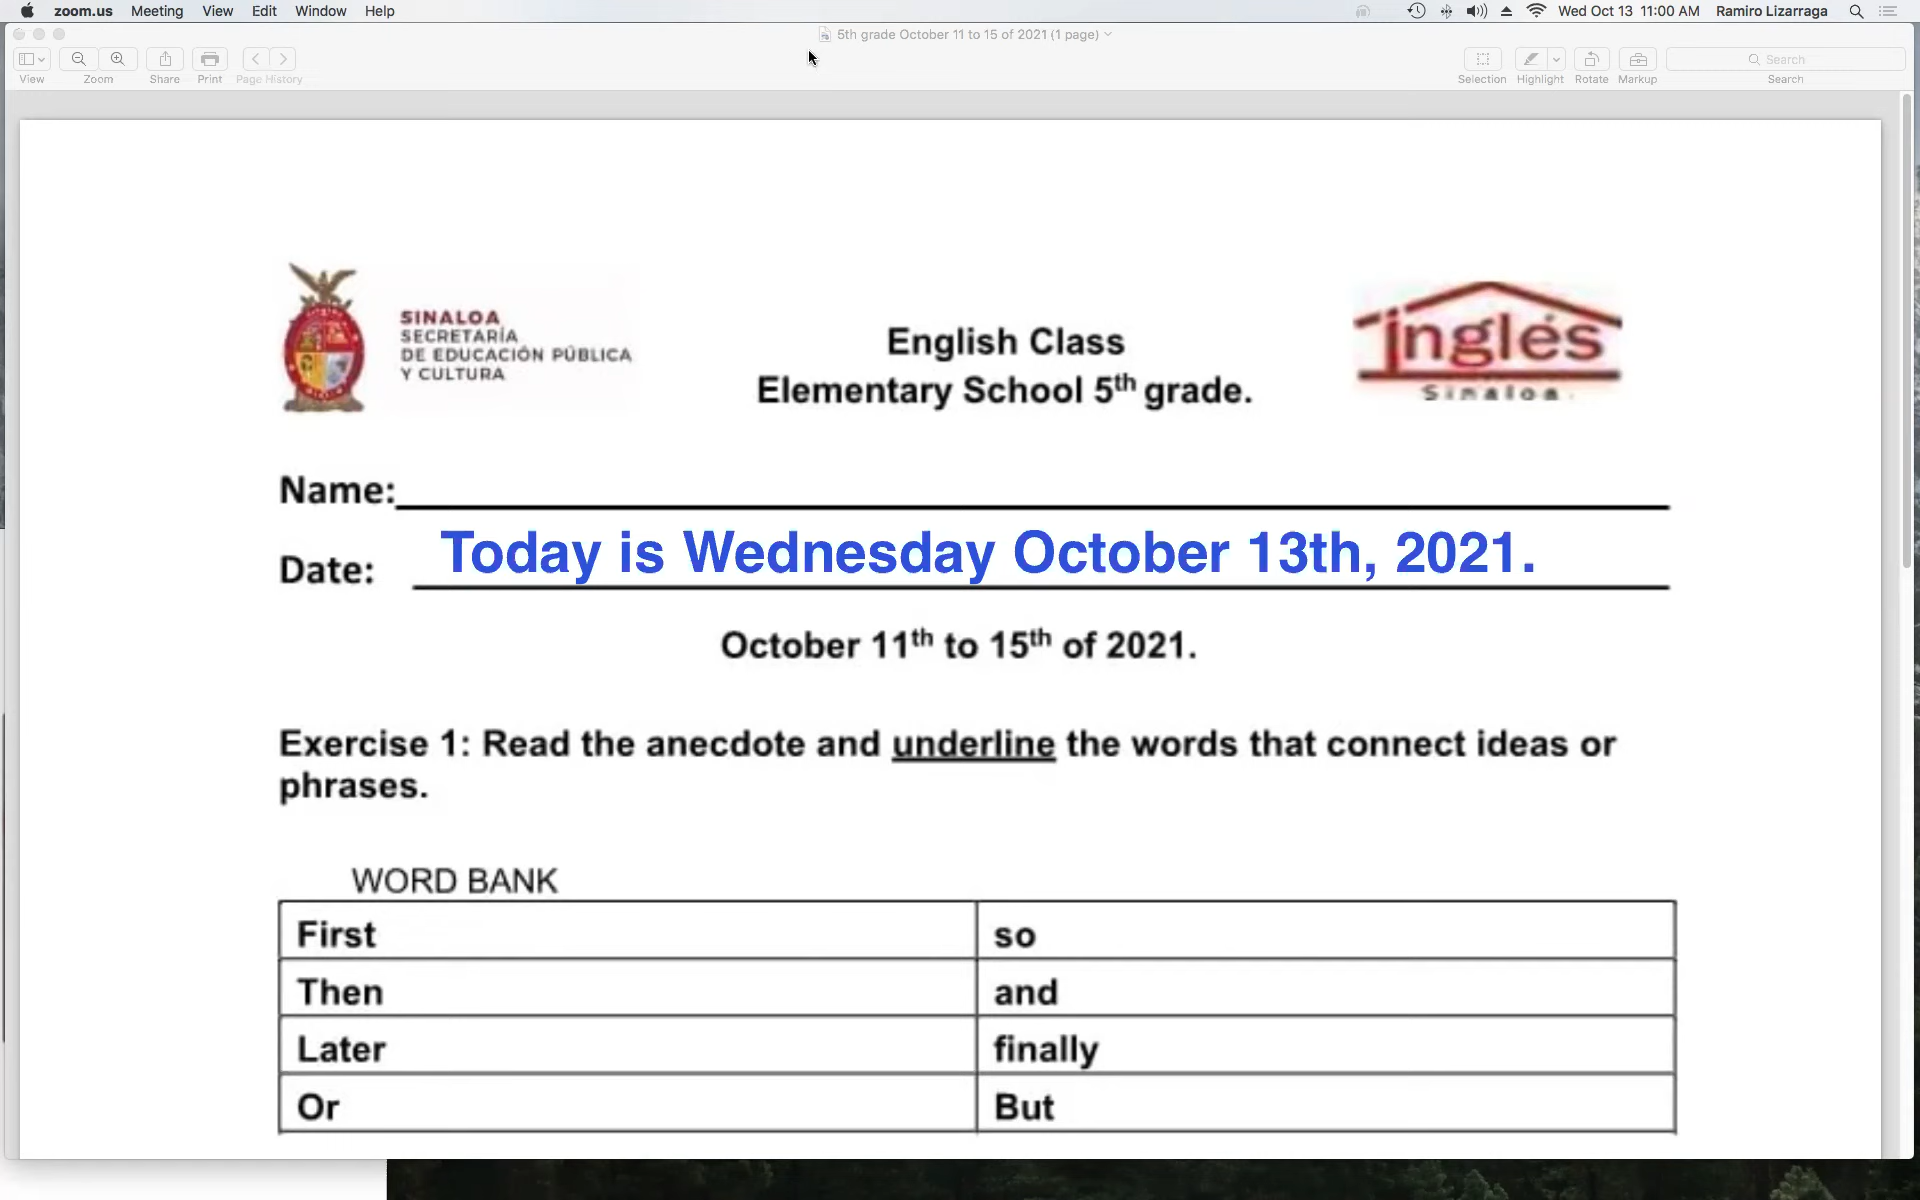 zoom.us Meeting View Edit Window Help Wed Oct 13 11:00 AM Ramiro Lizarraga
5th grade October 11 to 15 of 2021 (1 page)
View Zoom Share Print Page History Selection Highlight Rotate Markup Search
Search
SINALOA
SECRETARÍA
DE EDUCACIÓN PÚBLICA
Y CULTURA
English Class
Elementary School 5th grade.
inglés
Sinaloa.
Name:
Today is Wednesday October 13th, 2021.
Date:
October 11th to 15th of 2021.
Exercise 1: Read the anecdote and underline the words that connect ideas or
phrases.
WORD BANK
First so
Then and
Later finally
Or But